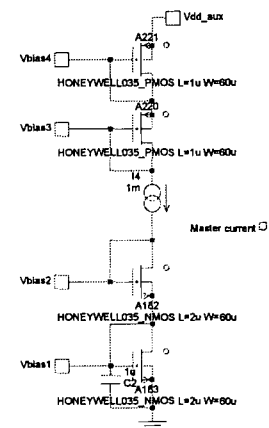 Vdd_aux
A221
Vbias4
HONEYWELL035_PMOS L=1u W=60u
A220
Vbias3
HONEYWELL035_PMOS L=1u W=60u
I4
1m
Master current
Vbias2
A162
HONEYWELL035_NMOS L=2u W=60u
Vbias1
1u
C2
A163
HONEYWELL035_NMOS L=2u W=60u